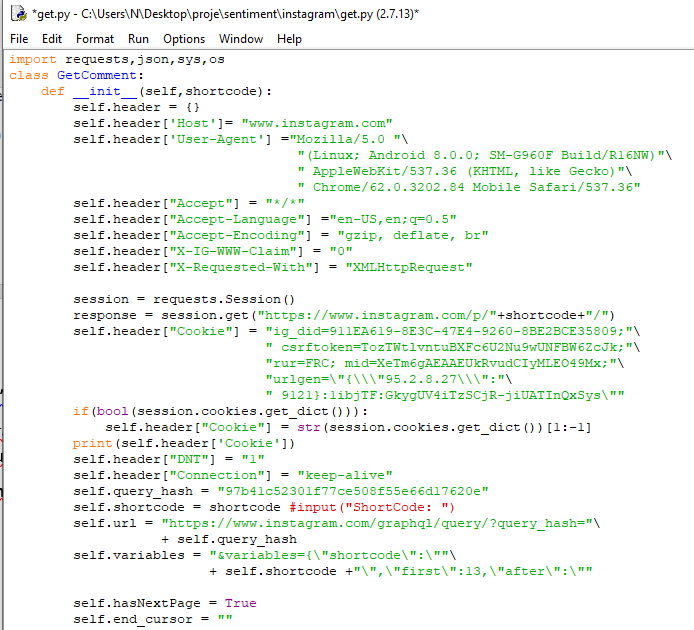 *get.py - C:\Users\N\Desktop\proje\sentiment\instagram\get.py (2.7.13)*
File Edit Format Run Options Window Help
import requests,json,sys,os
class GetComment:
    def __init__(self,shortcode):
        self.header = {}
        self.header['Host']= "www.instagram.com"
        self.header['User-Agent'] ="Mozilla/5.0 "\
                                    "(Linux; Android 8.0.0; SM-G960F Build/R16NW)"\
                                    " AppleWebKit/537.36 (KHTML, like Gecko)"\
                                    " Chrome/62.0.3202.84 Mobile Safari/537.36"
        self.header["Accept"] = "*/*"
        self.header["Accept-Language"] ="en-US,en;q=0.5"
        self.header["Accept-Encoding"] = "gzip, deflate, br"
        self.header["X-IG-WWW-Claim"] = "0"
        self.header["X-Requested-With"] = "XMLHttpRequest"

        session = requests.Session()
        response = session.get("https://www.instagram.com/p/"+shortcode+"/")
        self.header["Cookie"] = "ig_did=911EA619-8E3C-47E4-9260-8BE2BCE35809;"\
                                " csrftoken=TozTWtlvntuBXFc6U2Nu9wUNFBW6ZcJk;"\
                                "rur=FRC; mid=XeTm6gAEAAEUkRvudCIyMLEO49Mx;"\
                                "urlgen=\"{\\\"95.2.8.27\\\":"\
                                " 9121}:1ibjTF:GkygUV4iTzSCjR-jiUATInQxSys\""
        if(bool(session.cookies.get_dict())):
            self.header["Cookie"] = str(session.cookies.get_dict())[1:-1]
        print(self.header['Cookie'])
        self.header["DNT"] = "1"
        self.header["Connection"] = "keep-alive"
        self.query_hash = "97b41c52301f77ce508f55e66d17620e"
        self.shortcode = shortcode #input("ShortCode: ")
        self.url = "https://www.instagram.com/graphql/query/?query_hash="\
                   + self.query_hash
        self.variables = "&variables={\"shortcode\":\""\
                         + self.shortcode +"\",\"first\":13,\"after\":\""

        self.hasNextPage = True
        self.end_cursor = ""